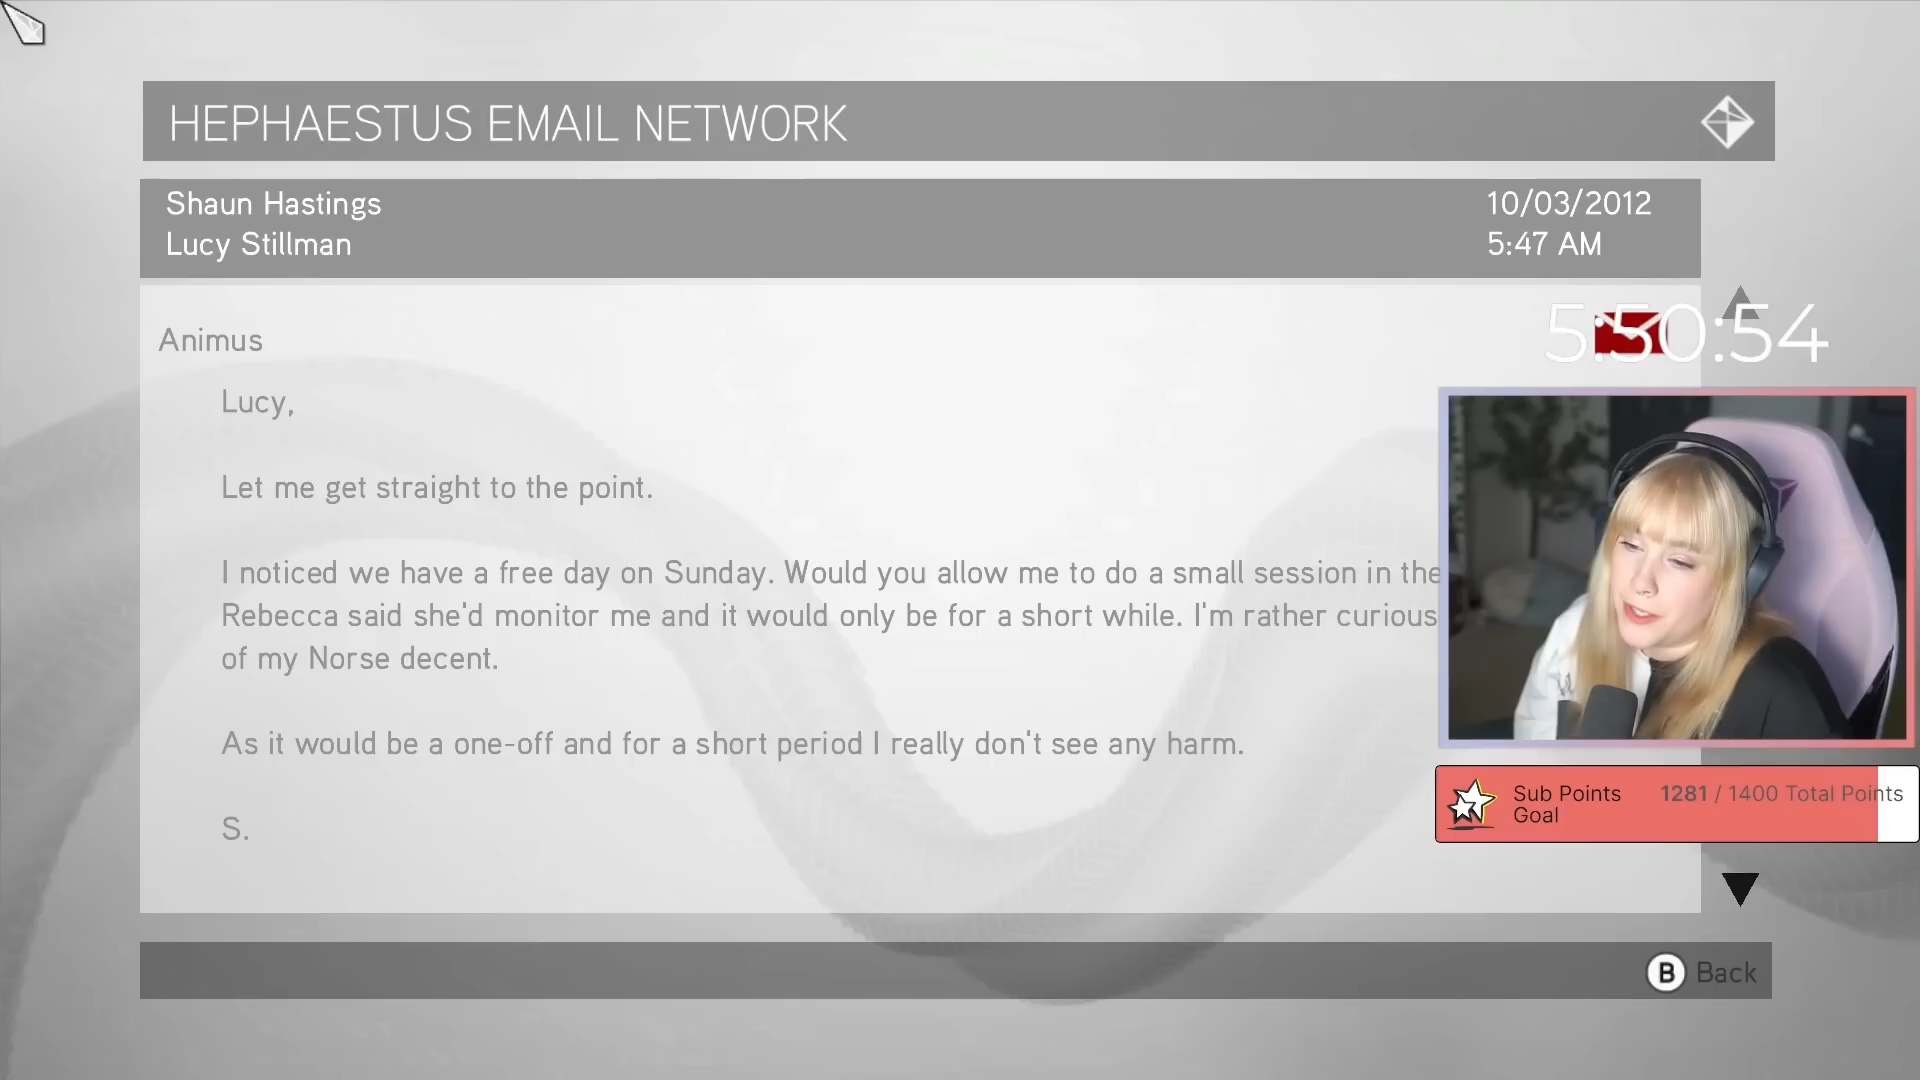 HEPHAESTUS EMAIL NETWORK
Shaun Hastings
10/03/2012
Lucy Stillman
5:47 AM
5:50:54
Animus
Lucy,
Let me get straight to the point.
I noticed we have a free day on Sunday. Would you allow me to do a small session in the
Rebecca said she'd monitor me and it would only be for a short while. I'm rather curious
of my Norse decent.
As it would be a one-off and for a short period I really don't see any harm.
S.
Sub Points
Goal
1281 / 1400 Total Points
B Back